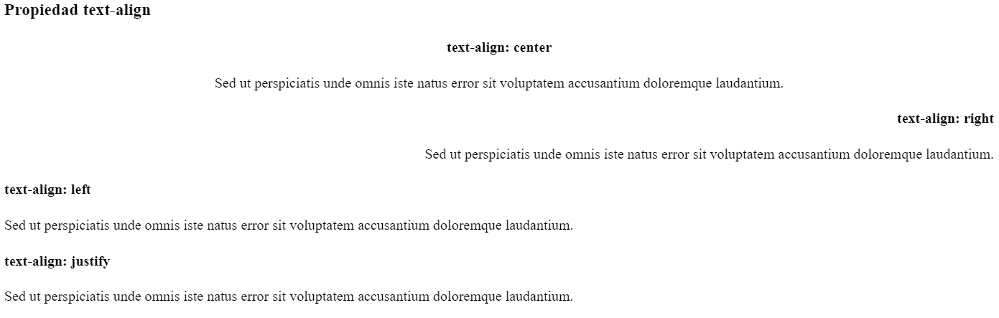 Propiedad text-align
text-align: center
Sed ut perspiciatis unde omnis iste natus error sit voluptatem accusantium doloremque laudantium.
text-align: right
Sed ut perspiciatis unde omnis iste natus error sit voluptatem accusantium doloremque laudantium.
text-align: left
Sed ut perspiciatis unde omnis iste natus error sit voluptatem accusantium doloremque laudantium.
text-align: justify
Sed ut perspiciatis unde omnis iste natus error sit voluptatem accusantium doloremque laudantium.